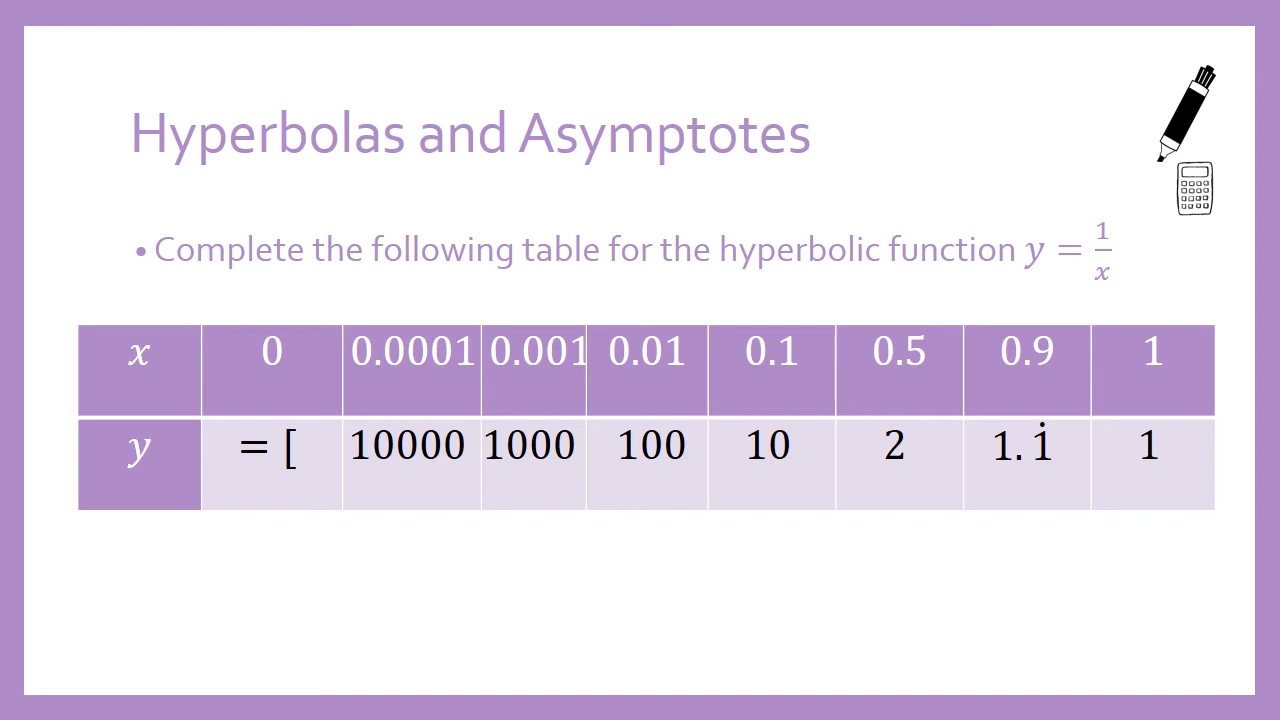 Hyperbolas and Asymptotes
• Complete the following table for the hyperbolic function y = 1/x
x 0 0.0001 0.001 0.01 0.1 0.5 0.9 1
y = [ 10000 1000 100 10 2 1.1̇ 1